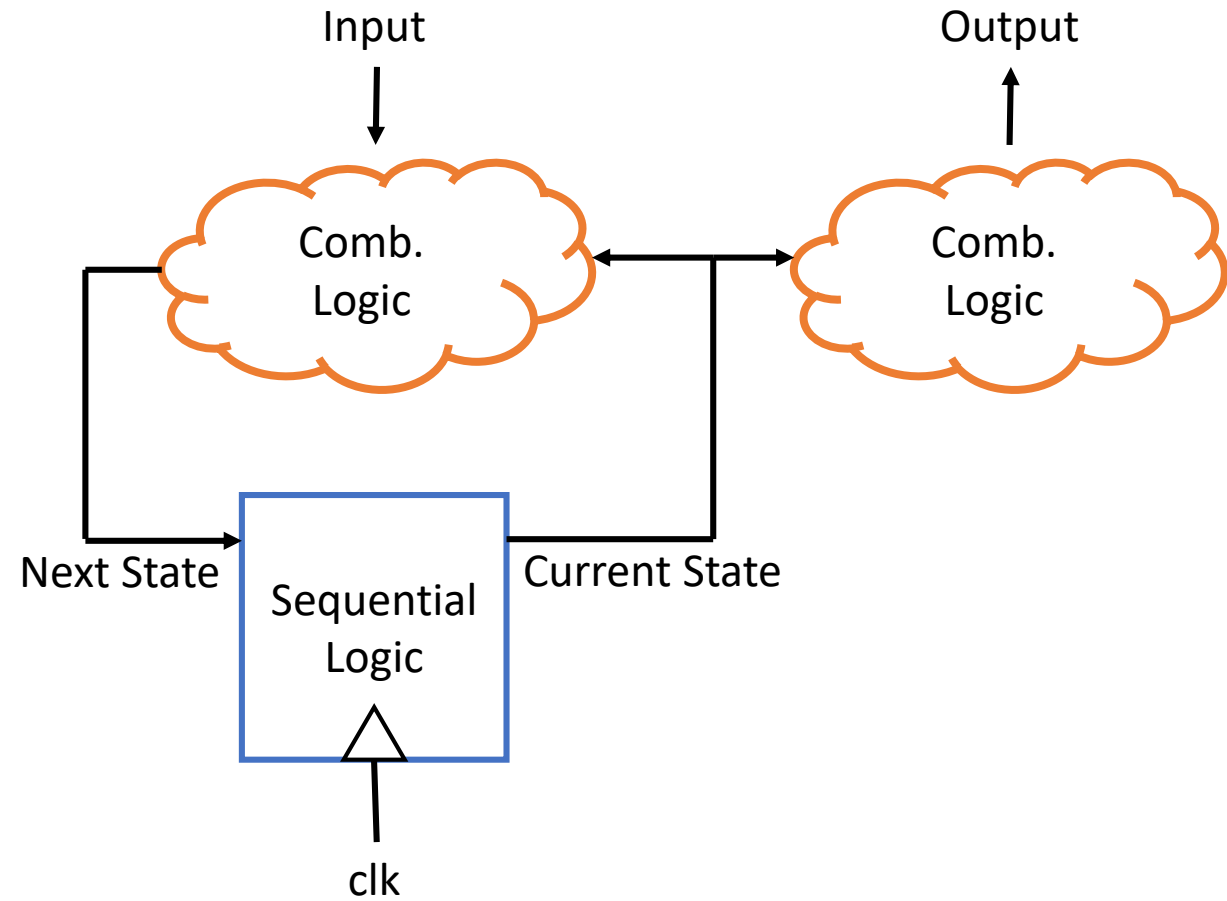 Input
Output
Comb.
Logic
Comb.
Logic
Next State
Current State
Sequential
Logic
clk